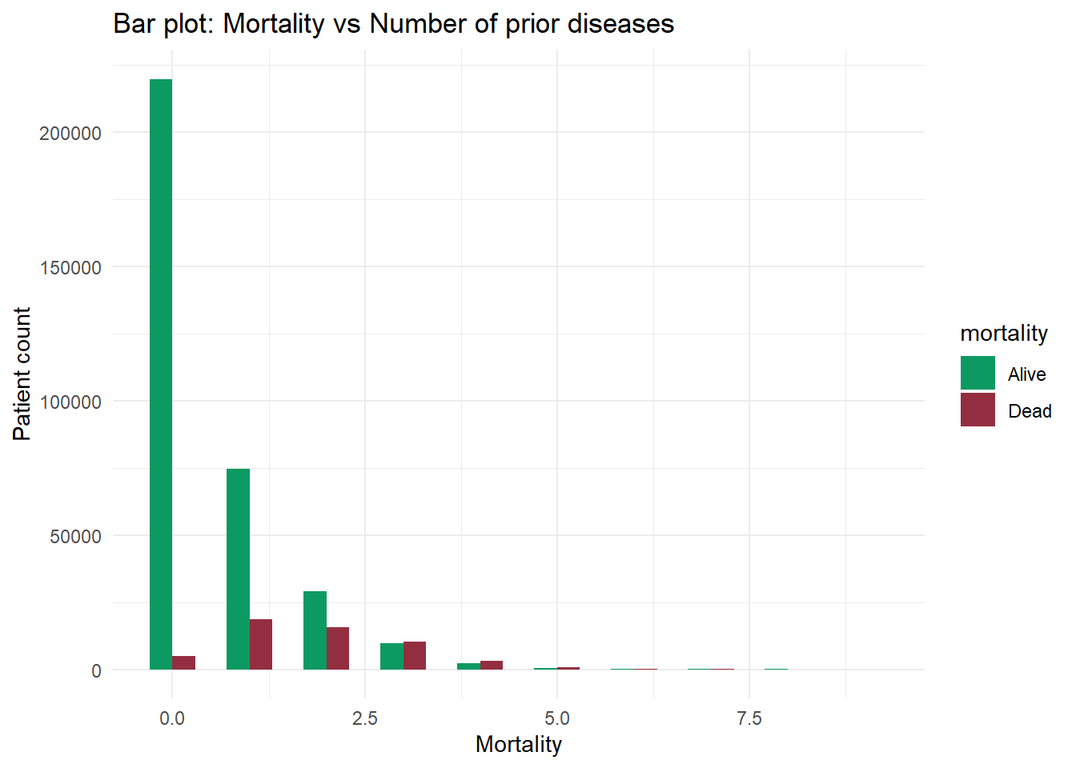 Bar plot: Mortality vs Number of prior diseases
200000
150000
100000
50000
0
Patient count
0.0 2.5 5.0 7.5
Mortality
mortality
Alive
Dead